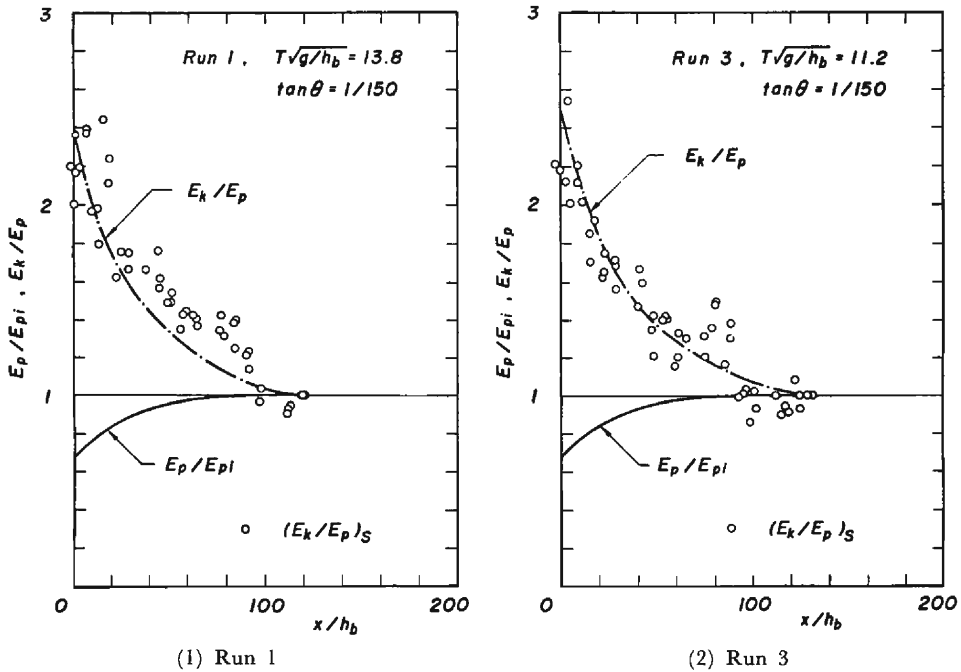 3
Run 1, T√g/h_b = 13.8
tan θ = 1/150
E_k/E_p
2
E_p/E_pi, E_k/E_p
1
E_p/E_pi
(E_k/E_p)_S
0 100 200
x/h_b
(1) Run 1
3
Run 3, T√g/h_b = 11.2
tan θ = 1/150
E_k/E_p
2
E_p/E_pi, E_k/E_p
1
E_p/E_pi
(E_k/E_p)_S
0 100 200
x/h_b
(2) Run 3